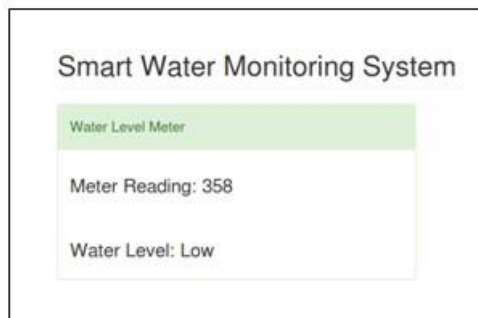 Smart Water Monitoring System
Water Level Meter
Meter Reading: 358
Water Level: Low